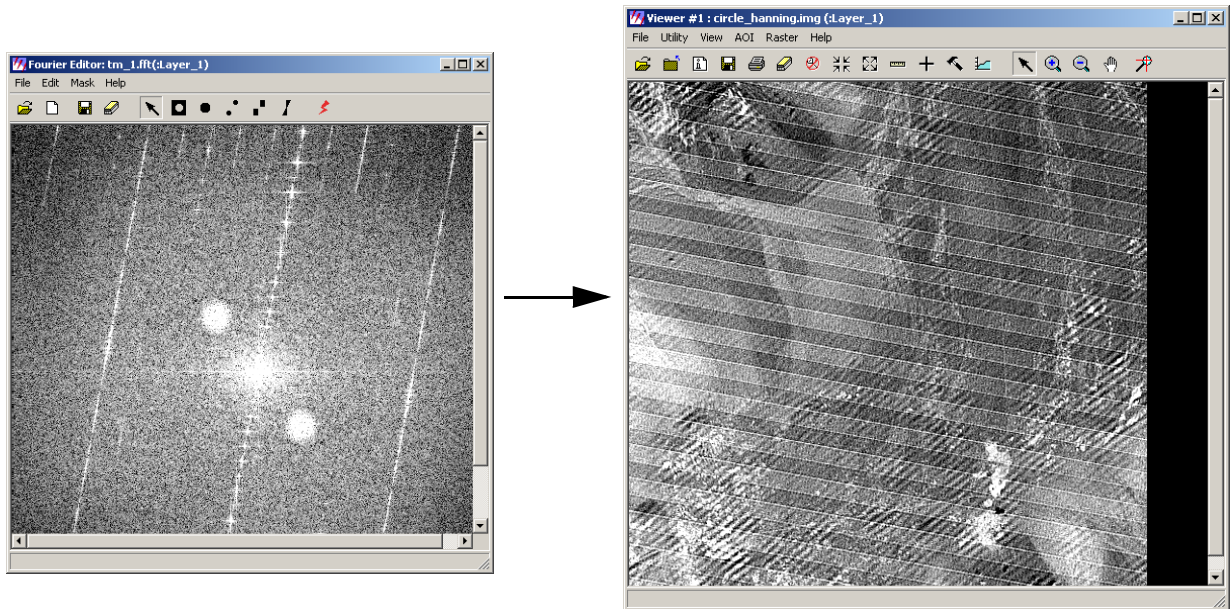 Fourier Editor: tm_1.fft(:Layer_1)
File Edit Mask Help
Viewer #1 : circle_hanning.img (:Layer_1)
File Utility View AOI Raster Help